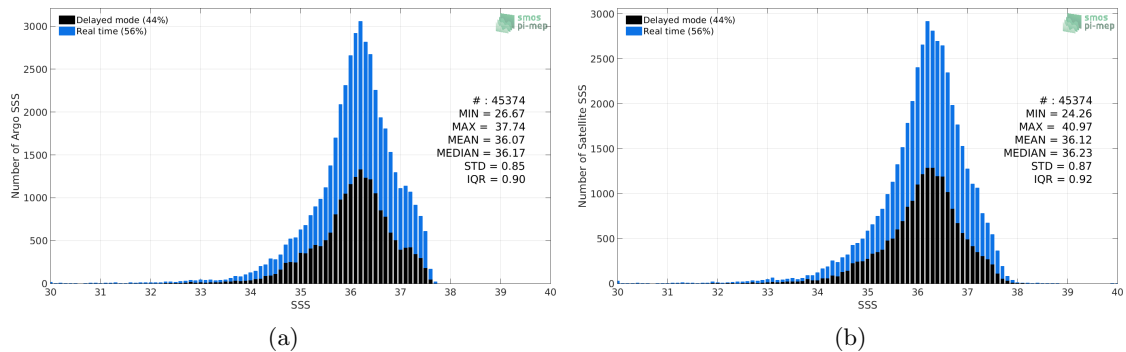 Delayed mode (44%)
Real time (56%)
smos
pi-mep
3000
2500
2000
1500
1000
500
0
Number of Argo SSS
# : 45374
MIN = 26.67
MAX = 37.74
MEAN = 36.07
MEDIAN = 36.17
STD = 0.85
IQR = 0.90
30 31 32 33 34 35 36 37 38 39 40
SSS
(a)
Delayed mode (44%)
Real time (56%)
smos
pi-mep
3000
2500
2000
1500
1000
500
0
Number of Satellite SSS
# : 45374
MIN = 24.26
MAX = 40.97
MEAN = 36.12
MEDIAN = 36.23
STD = 0.87
IQR = 0.92
30 31 32 33 34 35 36 37 38 39 40
SSS
(b)